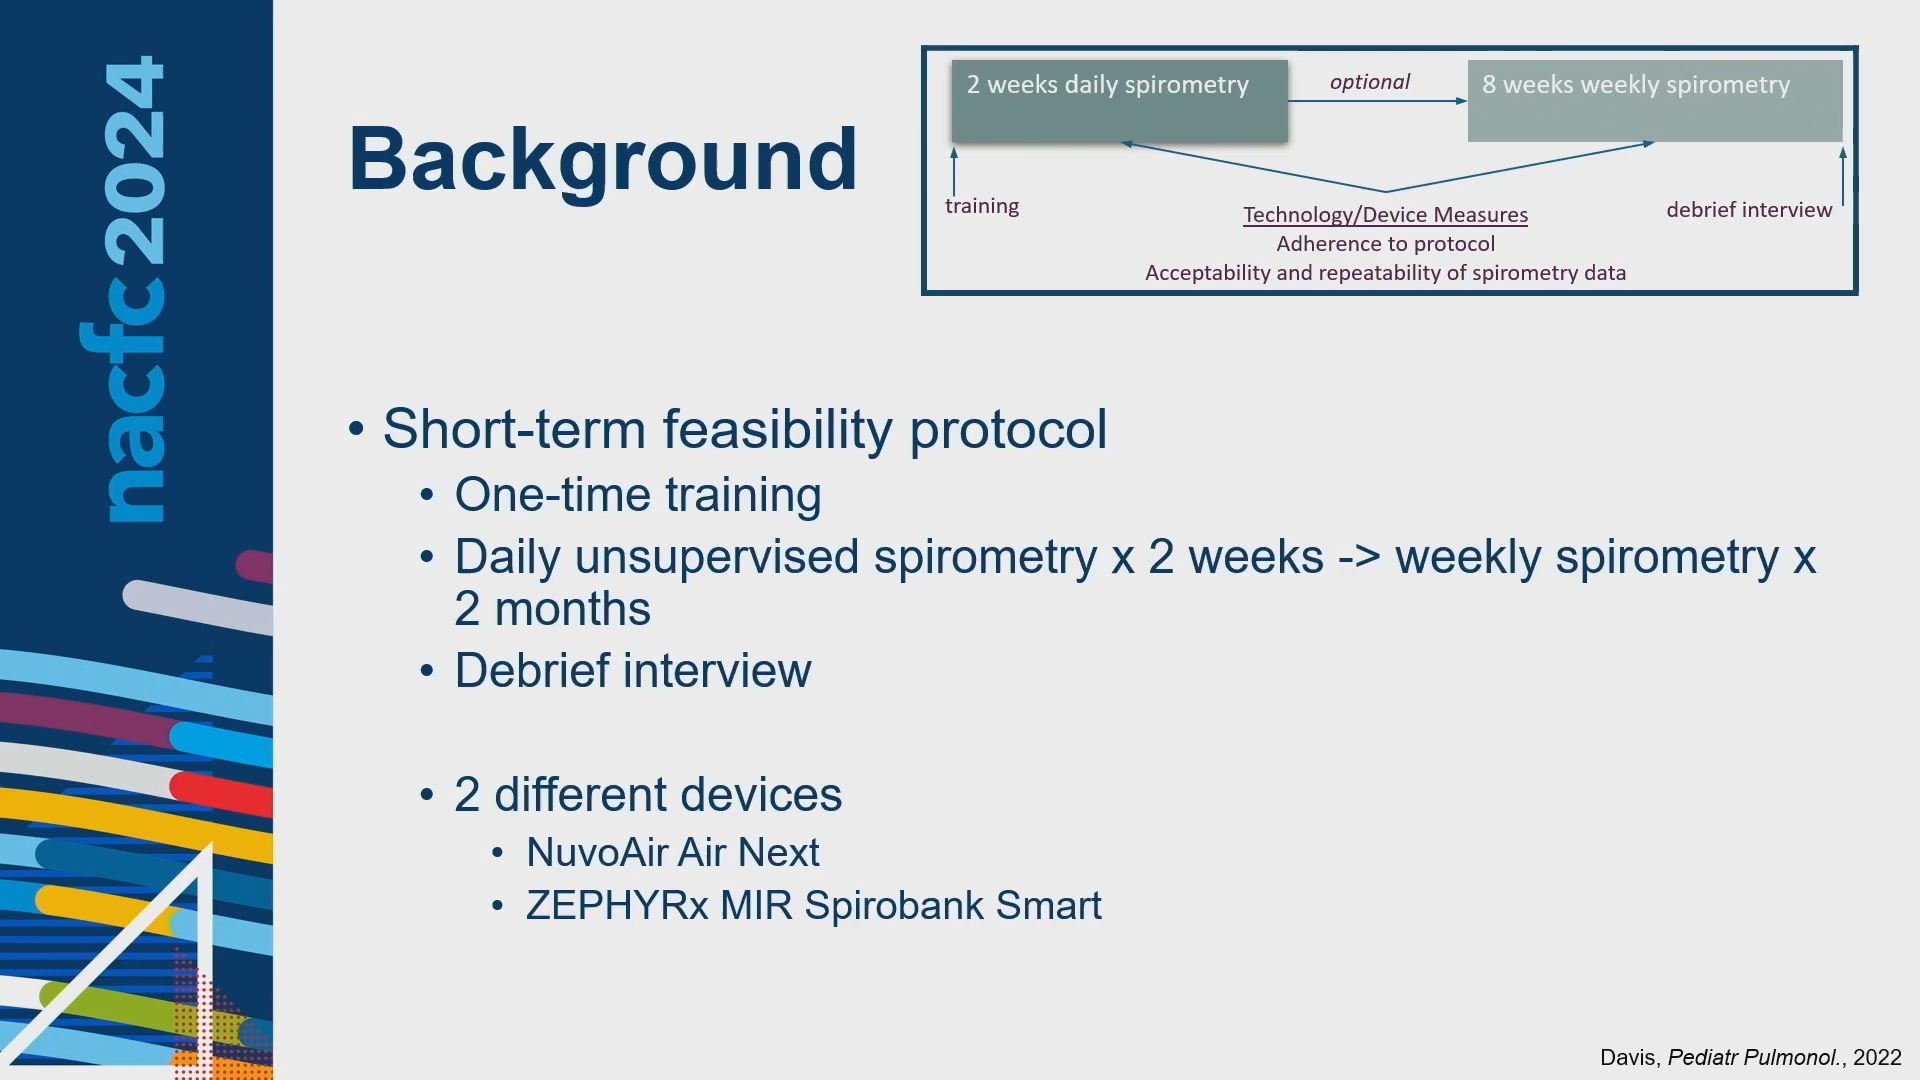 nacfc 2024
Background
2 weeks daily spirometry
optional
8 weeks weekly spirometry
training
debrief interview
Technology/Device Measures
Adherence to protocol
Acceptability and repeatability of spirometry data
• Short-term feasibility protocol
• One-time training
• Daily unsupervised spirometry x 2 weeks -> weekly spirometry x
2 months
• Debrief interview
• 2 different devices
• NuvoAir Air Next
• ZEPHYRx MIR Spirobank Smart
Davis, Pediatr Pulmonol., 2022